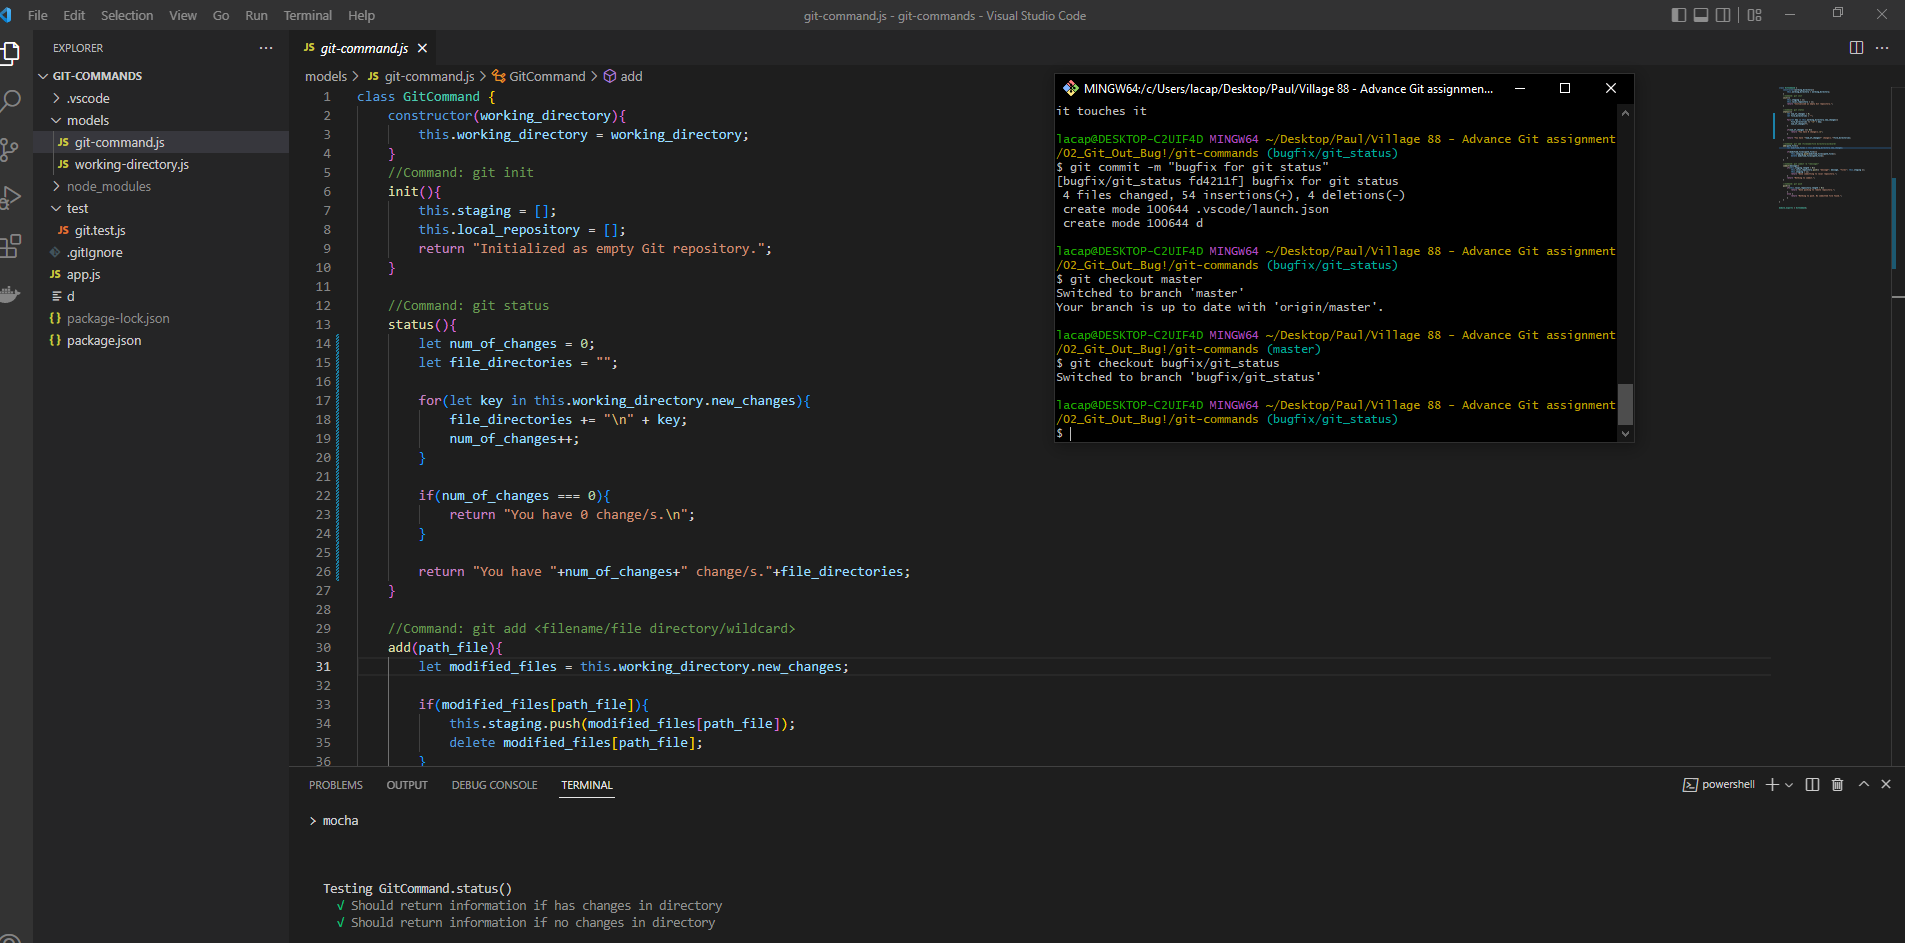 File Edit Selection View Go Run Terminal Help
git-command.js - git-commands - Visual Studio Code
EXPLORER
GIT-COMMANDS
.vscode
models
JS git-command.js
JS working-directory.js
node_modules
test
JS git.test.js
.gitIgnore
JS app.js
d
{} package-lock.json
{} package.json
JS git-command.js
models > JS git-command.js > GitCommand > add
1 class GitCommand {
2 constructor(working_directory){
3 this.working_directory = working_directory;
4 }
5 //Command: git init
6 init(){
7 this.staging = [];
8 this.local_repository = [];
9 return "Initialized as empty Git repository.";
10 }
11
12 //Command: git status
13 status(){
14 let num_of_changes = 0;
15 let file_directories = "";
16
17 for(let key in this.working_directory.new_changes){
18 file_directories += "\n" + key;
19 num_of_changes++;
20 }
21
22 if(num_of_changes === 0){
23 return "You have 0 change/s.\n";
24 }
25
26 return "You have "+num_of_changes+" change/s."+file_directories;
27 }
28
29 //Command: git add <filename/file directory/wildcard>
30 add(path_file){
31 let modified_files = this.working_directory.new_changes;
32
33 if(modified_files[path_file]){
34 this.staging.push(modified_files[path_file]);
35 delete modified_files[path_file];
36 }
MINGW64:/c/Users/lacap/Desktop/Paul/Village 88 - Advance Git assignmen...
it touches it
lacap@DESKTOP-C2UIF4D MINGW64 ~/Desktop/Paul/Village 88 - Advance Git assignment
/02_Git_Out_Bug!/git-commands (bugfix/git_status)
$ git commit -m "bugfix for git status"
[bugfix/git_status fd4211f] bugfix for git status
4 files changed, 54 insertions(+), 4 deletions(-)
create mode 100644 .vscode/launch.json
create mode 100644 d
lacap@DESKTOP-C2UIF4D MINGW64 ~/Desktop/Paul/Village 88 - Advance Git assignment
/02_Git_Out_Bug!/git-commands (bugfix/git_status)
$ git checkout master
Switched to branch 'master'
Your branch is up to date with 'origin/master'.
lacap@DESKTOP-C2UIF4D MINGW64 ~/Desktop/Paul/Village 88 - Advance Git assignment
/02_Git_Out_Bug!/git-commands (master)
$ git checkout bugfix/git_status
Switched to branch 'bugfix/git_status'
lacap@DESKTOP-C2UIF4D MINGW64 ~/Desktop/Paul/Village 88 - Advance Git assignment
/02_Git_Out_Bug!/git-commands (bugfix/git_status)
$
PROBLEMS OUTPUT DEBUG CONSOLE TERMINAL
powershell
> mocha
Testing GitCommand.status()
√ Should return information if has changes in directory
√ Should return information if no changes in directory